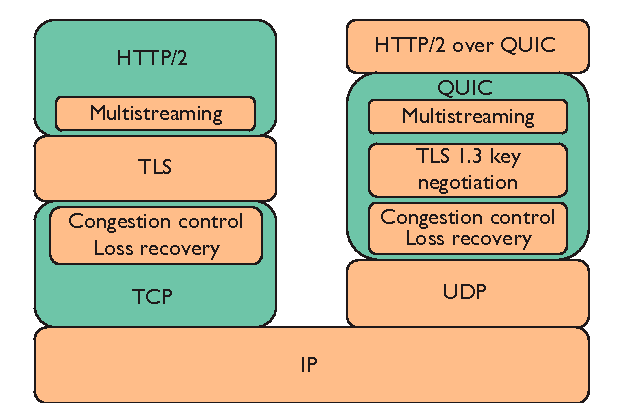 HTTP/2
Multistreaming
TLS
Congestion control
Loss recovery
TCP
HTTP/2 over QUIC
QUIC
Multistreaming
TLS 1.3 key
negotiation
Congestion control
Loss recovery
UDP
IP